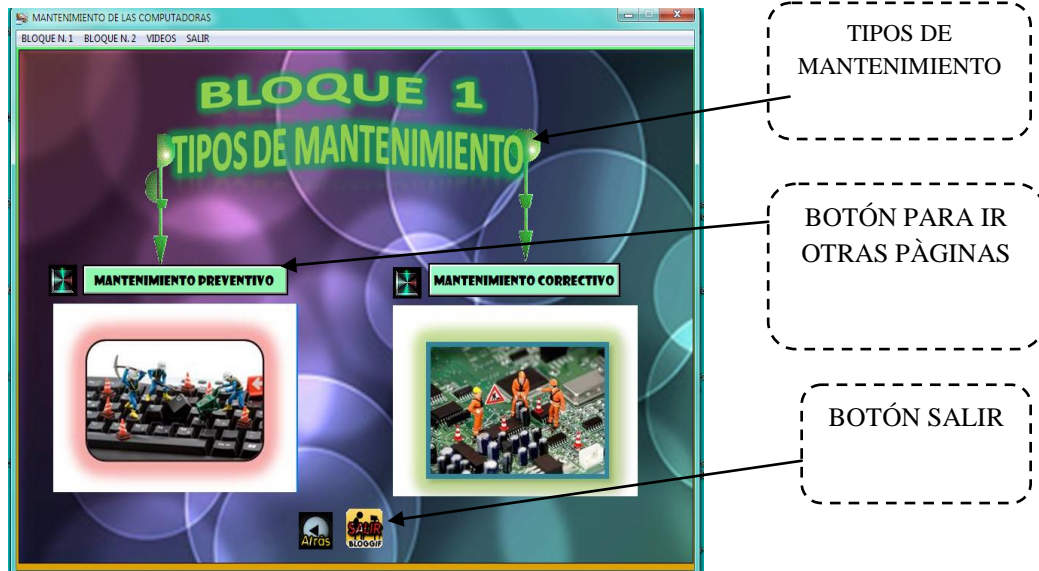 MANTENIMIENTO DE LAS COMPUTADORAS
BLOQUE N. 1 BLOQUE N. 2 VIDEOS SALIR
BLOQUE 1
TIPOS DE MANTENIMIENTO
MANTENIMIENTO PREVENTIVO
MANTENIMIENTO CORRECTIVO
Atras
SALIR
BLOGGIF
TIPOS DE
MANTENIMIENTO
BOTÓN PARA IR
OTRAS PÀGINAS
BOTÓN SALIR